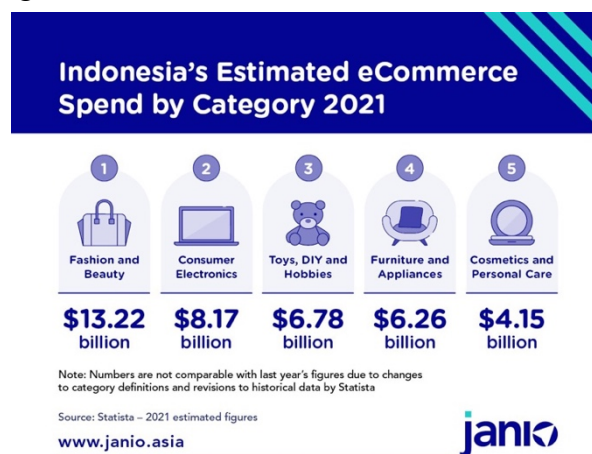 Indonesia's Estimated eCommerce
Spend by Category 2021
1
Fashion and
Beauty
$13.22
billion
2
Consumer
Electronics
$8.17
billion
3
Toys, DIY and
Hobbies
$6.78
billion
4
Furniture and
Appliances
$6.26
billion
5
Cosmetics and
Personal Care
$4.15
billion
Note: Numbers are not comparable with last year's figures due to changes
to category definitions and revisions to historical data by Statista
Source: Statista – 2021 estimated figures
www.janio.asia
janio